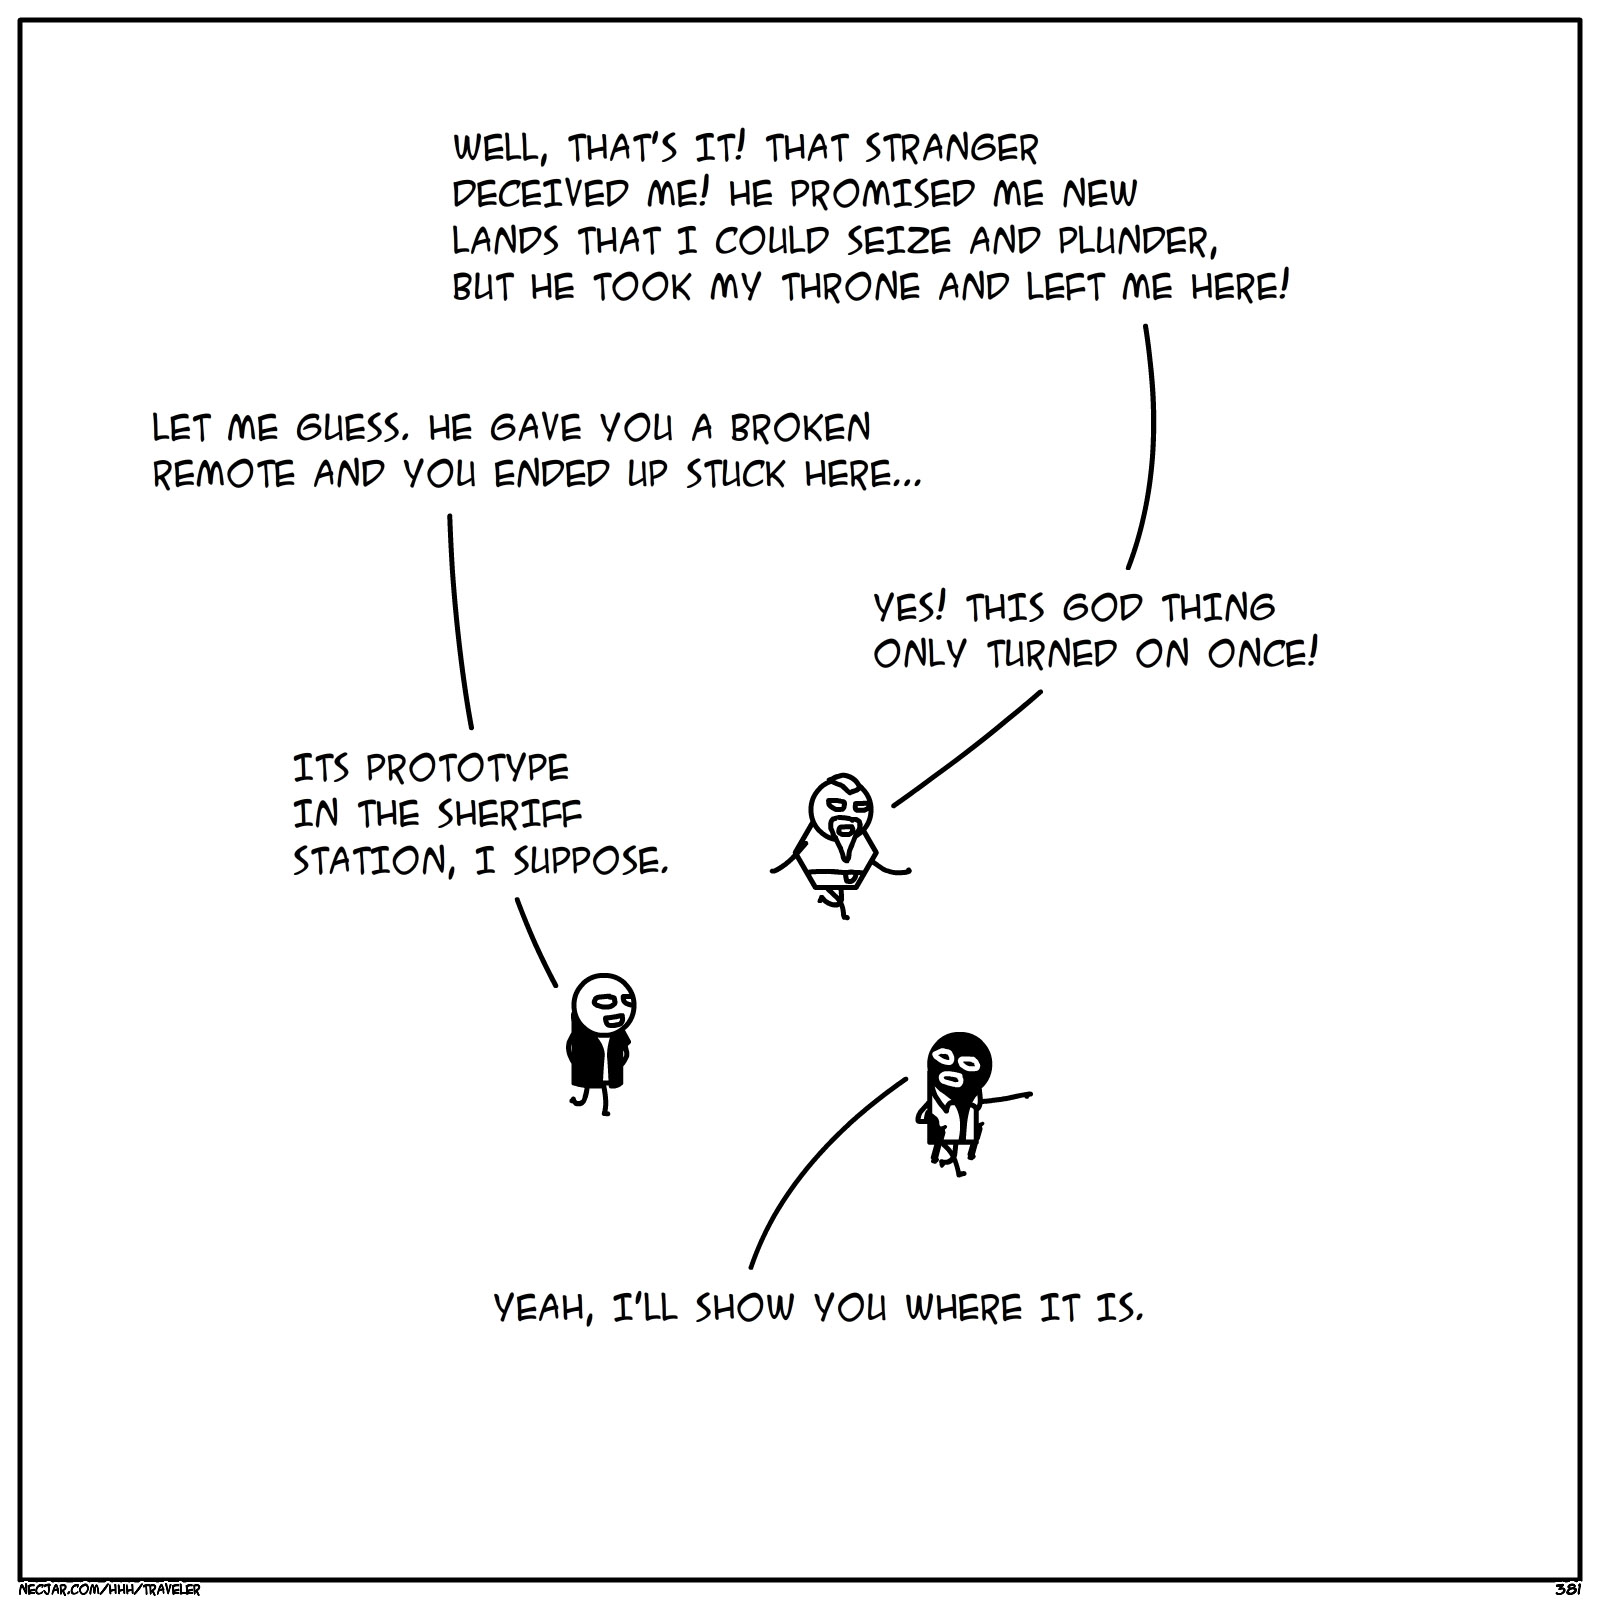 WELL, THAT'S IT! THAT STRANGER
DECEIVED ME! HE PROMISED ME NEW
LANDS THAT I COULD SEIZE AND PLUNDER,
BUT HE TOOK MY THRONE AND LEFT ME HERE!
LET ME GUESS. HE GAVE YOU A BROKEN
REMOTE AND YOU ENDED UP STUCK HERE...
YES! THIS GOD THING
ONLY TURNED ON ONCE!
ITS PROTOTYPE
IN THE SHERIFF
STATION, I SUPPOSE.
YEAH, I'LL SHOW YOU WHERE IT IS.
NECJAR.COM/HHH/TRAVELER
381